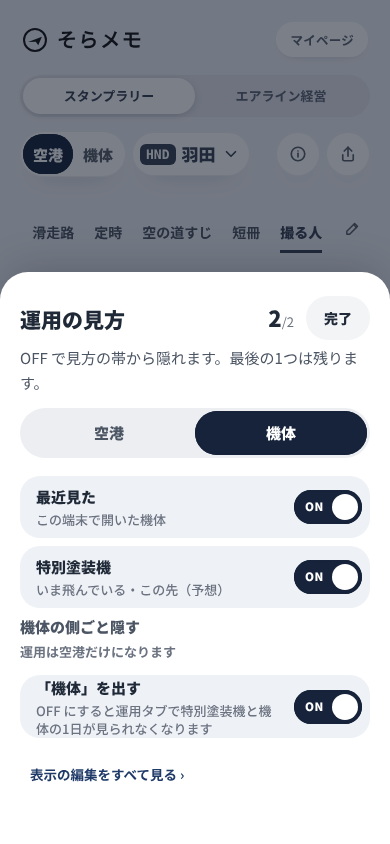 そらメモ
マイページ
スタンプラリー
エアライン経営
空港
機体
HND 羽田
滑走路
定時
空の道すじ
短冊
撮る人
運用の見方
2/2
完了
OFF で見方の帯から隠れます。最後の1つは残りま
す。
空港
機体
最近見た
この端末で開いた機体
ON
特別塗装機
いま飛んでいる・この先（予想）
ON
機体の側ごと隠す
運用は空港だけになります
「機体」を出す
OFF にすると運用タブで特別塗装機と機
体の1日が見られなくなります
ON
表示の編集をすべて見る ›